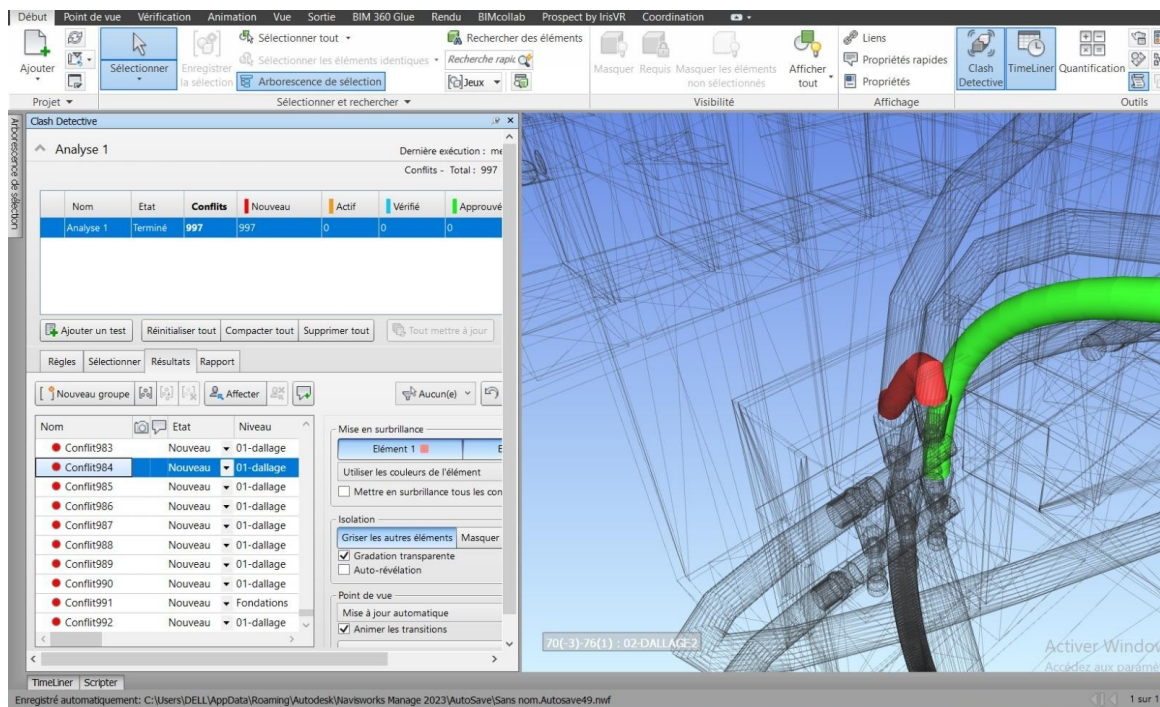 Début Point de vue Vérification Animation Vue Sortie BIM 360 Glue Rendu BIMcollab Prospect by IrisVR Coordination
Ajouter
Sélectionner
Enregistrer la sélection
Sélectionner tout
Sélectionner les éléments identiques
Arborescence de sélection
Rechercher des éléments
Recherche rapide
Jeux
Masquer Requis Masquer les éléments non sélectionnés
Afficher tout
Liens
Propriétés rapides
Propriétés
Clash Detective
TimeLiner
Quantification
Projet Sélectionner et rechercher Visibilité Affichage Outils
Arborescence de sélection
Clash Detective
Analyse 1 Dernière exécution : me
Conflits - Total : 997
Nom Etat Conflits Nouveau Actif Vérifié Approuvé
Analyse 1 Terminé 997 997 0 0 0
Ajouter un test Réinitialiser tout Compacter tout Supprimer tout Tout mettre à jour
Règles Sélectionner Résultats Rapport
Nouveau groupe Affecter Aucun(e)
Nom Etat Niveau
Conflit983 Nouveau 01-dallage
Conflit984 Nouveau 01-dallage
Conflit985 Nouveau 01-dallage
Conflit986 Nouveau 01-dallage
Conflit987 Nouveau 01-dallage
Conflit988 Nouveau 01-dallage
Conflit989 Nouveau 01-dallage
Conflit990 Nouveau 01-dallage
Conflit991 Nouveau Fondations
Conflit992 Nouveau 01-dallage
Mise en surbrillance
Elément 1 E
Utiliser les couleurs de l'élément
Mettre en surbrillance tous les con
Isolation
Griser les autres éléments Masquer
Gradation transparente
Auto-révélation
Point de vue
Mise à jour automatique
Animer les transitions
70(-3)-76(1) : 02-DALLAGE2
Activer Window
Accédez aux paramè
TimeLiner Scripter
Enregistré automatiquement: C:\Users\DELL\AppData\Roaming\Autodesk\Navisworks Manage 2023\AutoSave\Sans nom.Autosave49.nwf
1 sur 1